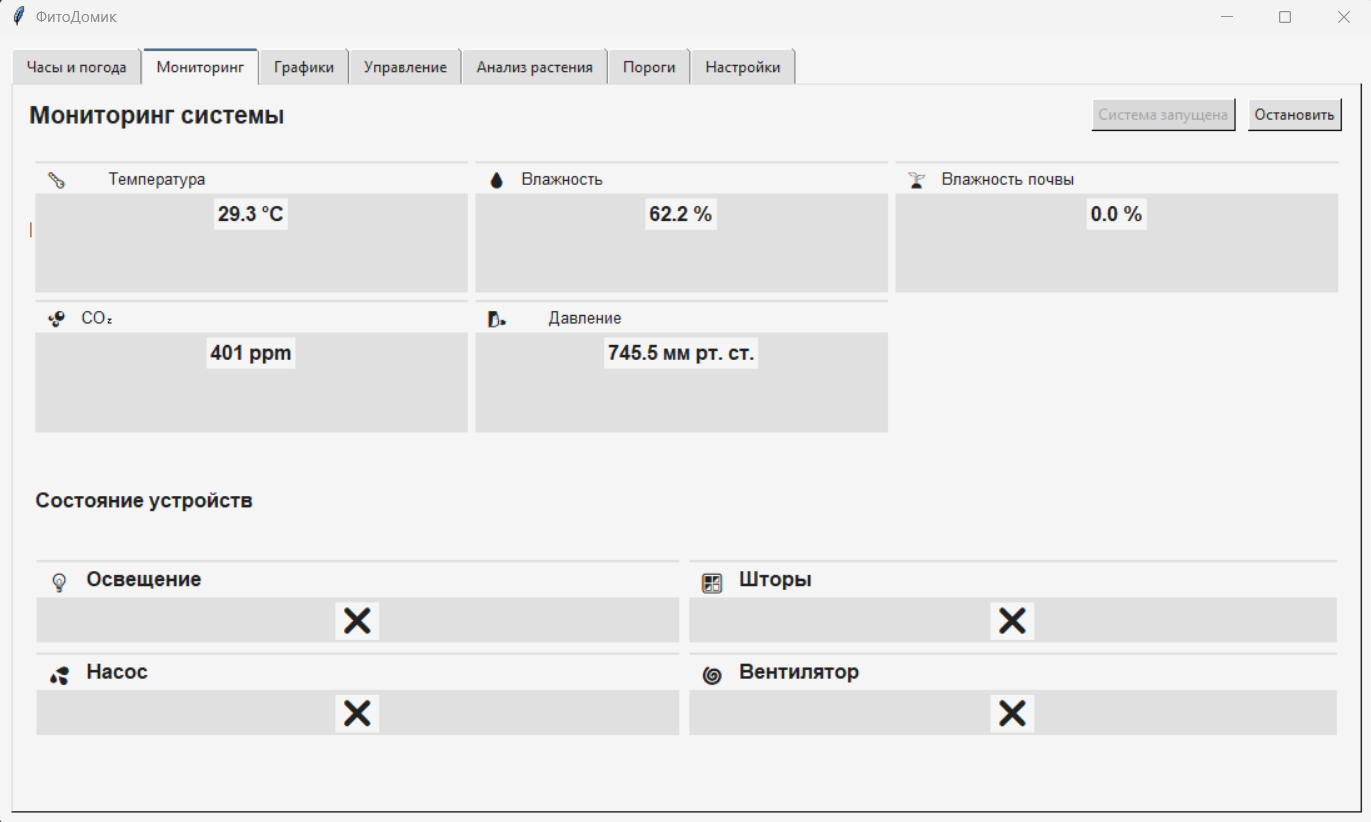 ФитоДомик
Часы и погода Мониторинг Графики Управление Анализ растения Пороги Настройки
Мониторинг системы Система запущена Остановить
Температура Влажность Влажность почвы
29.3 °C 62.2 % 0.0 %
CO₂ Давление
401 ppm 745.5 мм рт. ст.
Состояние устройств
Освещение Шторы
Насос Вентилятор